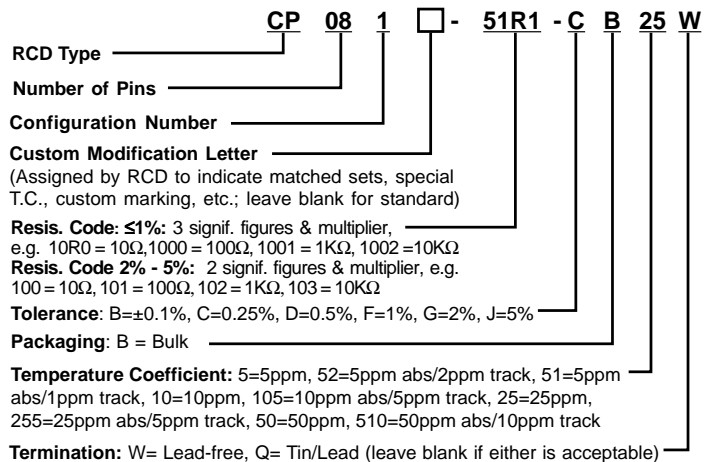 CP 08 1 □ - 51R1 - C B 25 W
RCD Type
Number of Pins
Configuration Number
Custom Modification Letter
(Assigned by RCD to indicate matched sets, special
T.C., custom marking, etc.; leave blank for standard)
Resis. Code: ≤1%: 3 signif. figures & multiplier,
e.g. 10R0 = 10Ω,1000 = 100Ω, 1001 = 1KΩ, 1002 =10KΩ
Resis. Code 2% - 5%: 2 signif. figures & multiplier, e.g.
100 = 10Ω, 101 = 100Ω, 102 = 1KΩ, 103 = 10KΩ
Tolerance: B=±0.1%, C=0.25%, D=0.5%, F=1%, G=2%, J=5%
Packaging: B = Bulk
Temperature Coefficient: 5=5ppm, 52=5ppm abs/2ppm track, 51=5ppm
abs/1ppm track, 10=10ppm, 105=10ppm abs/5ppm track, 25=25ppm,
255=25ppm abs/5ppm track, 50=50ppm, 510=50ppm abs/10ppm track
Termination: W= Lead-free, Q= Tin/Lead (leave blank if either is acceptable)